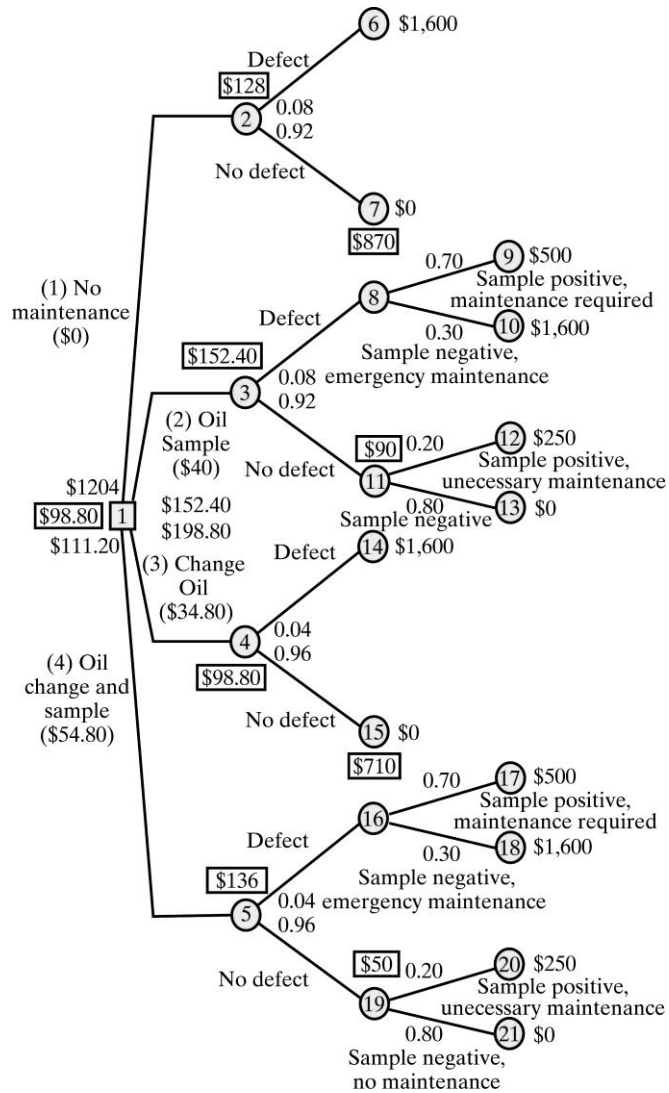 6 $1,600
Defect
$128
2 0.08
0.92
No defect
7 $0
$870
9 $500
0.70
Sample positive,
maintenance required
8
(1) No
maintenance
($0)
Defect
0.30 10 $1,600
Sample negative,
emergency maintenance
$152.40
3 0.08
0.92
(2) Oil
Sample
($40)
No defect
$90 0.20 12 $250
Sample positive,
unecessary maintenance
11
0.80 13 $0
Sample negative
$1204
$98.80 1
$111.20
$152.40
$198.80
(3) Change
Oil
($34.80)
Defect
14 $1,600
4 0.04
0.96
$98.80
No defect
15 $0
$710
(4) Oil
change and
sample
($54.80)
17 $500
0.70
Sample positive,
maintenance required
16
Defect
0.30 18 $1,600
Sample negative,
emergency maintenance
$136
5 0.04
0.96
No defect
$50 0.20 20 $250
Sample positive,
unecessary maintenance
19
0.80 21 $0
Sample negative,
no maintenance